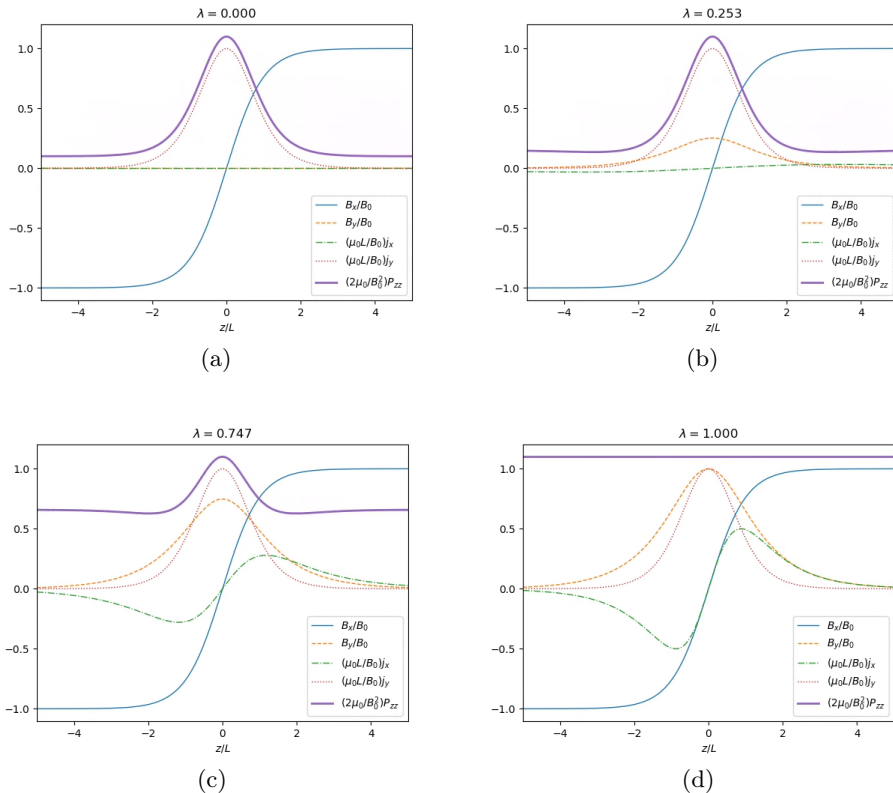 λ = 0.000
1.0
0.5
0.0
−0.5
−1.0
B_x/B_0
B_y/B_0
(μ_0L/B_0)j_x
(μ_0L/B_0)j_y
(2μ_0/B_0^2)P_zz
−4 −2 0 2 4
z/L
(a)
λ = 0.253
1.0
0.5
0.0
−0.5
−1.0
B_x/B_0
B_y/B_0
(μ_0L/B_0)j_x
(μ_0L/B_0)j_y
(2μ_0/B_0^2)P_zz
−4 −2 0 2 4
z/L
(b)
λ = 0.747
1.0
0.5
0.0
−0.5
−1.0
B_x/B_0
B_y/B_0
(μ_0L/B_0)j_x
(μ_0L/B_0)j_y
(2μ_0/B_0^2)P_zz
−4 −2 0 2 4
z/L
(c)
λ = 1.000
1.0
0.5
0.0
−0.5
−1.0
B_x/B_0
B_y/B_0
(μ_0L/B_0)j_x
(μ_0L/B_0)j_y
(2μ_0/B_0^2)P_zz
−4 −2 0 2 4
z/L
(d)